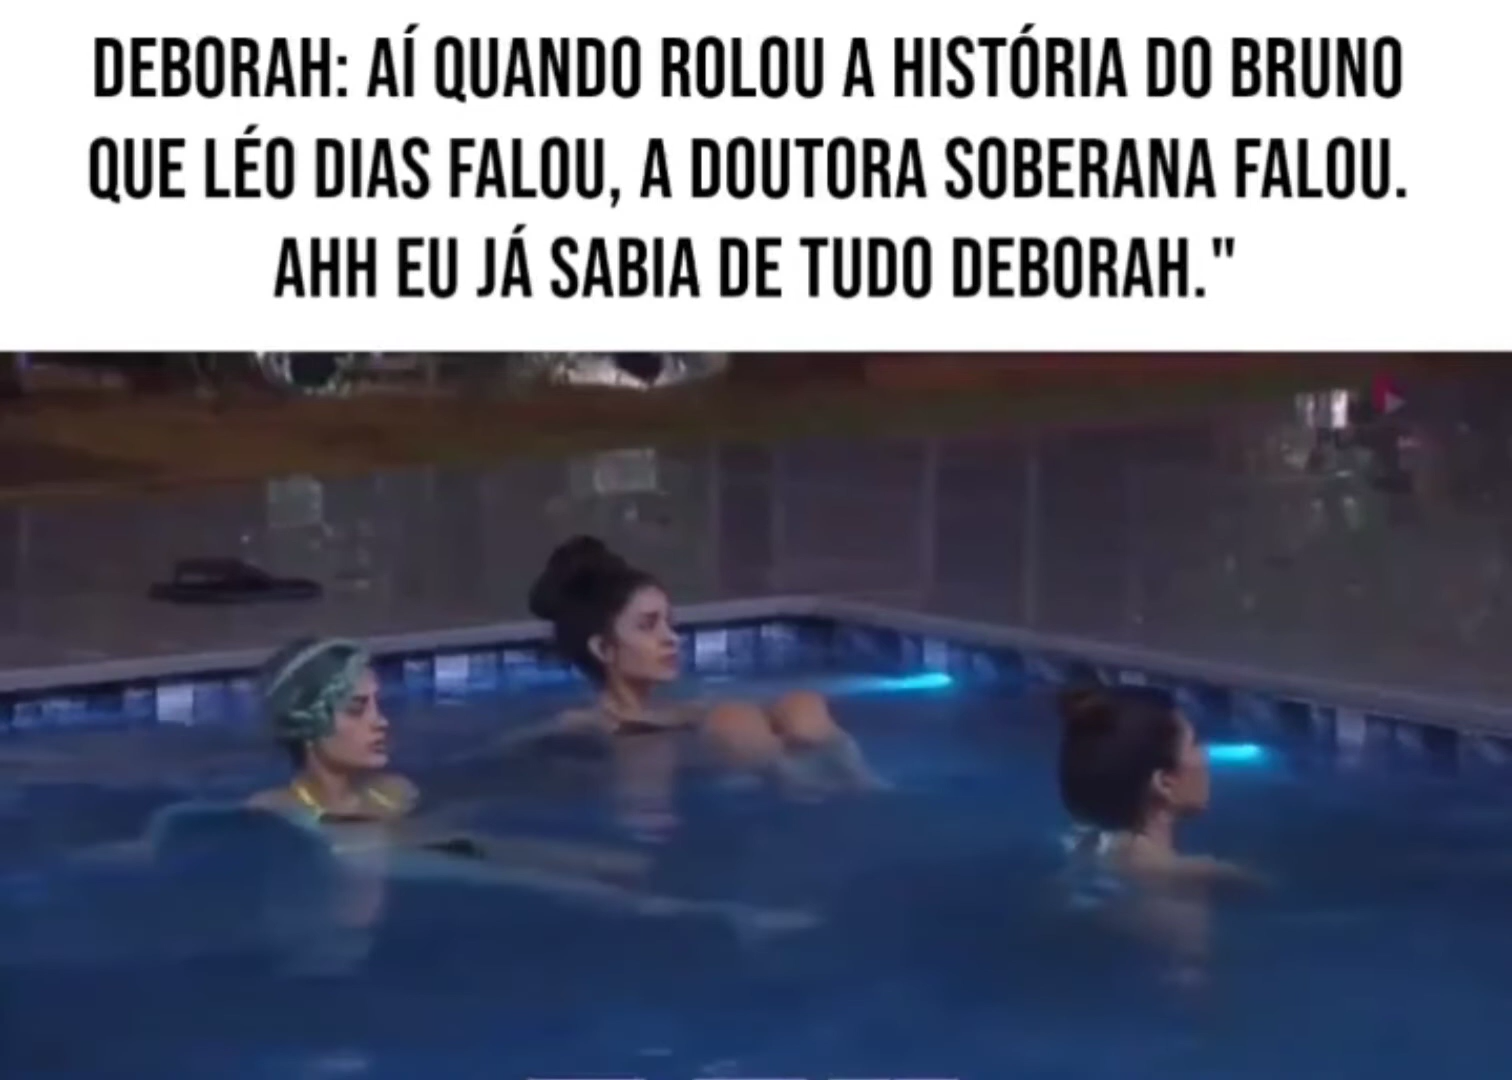 DEBORAH: AÍ QUANDO ROLOU A HISTÓRIA DO BRUNO
QUE LÉO DIAS FALOU, A DOUTORA SOBERANA FALOU.
AHH EU JÁ SABIA DE TUDO DEBORAH."